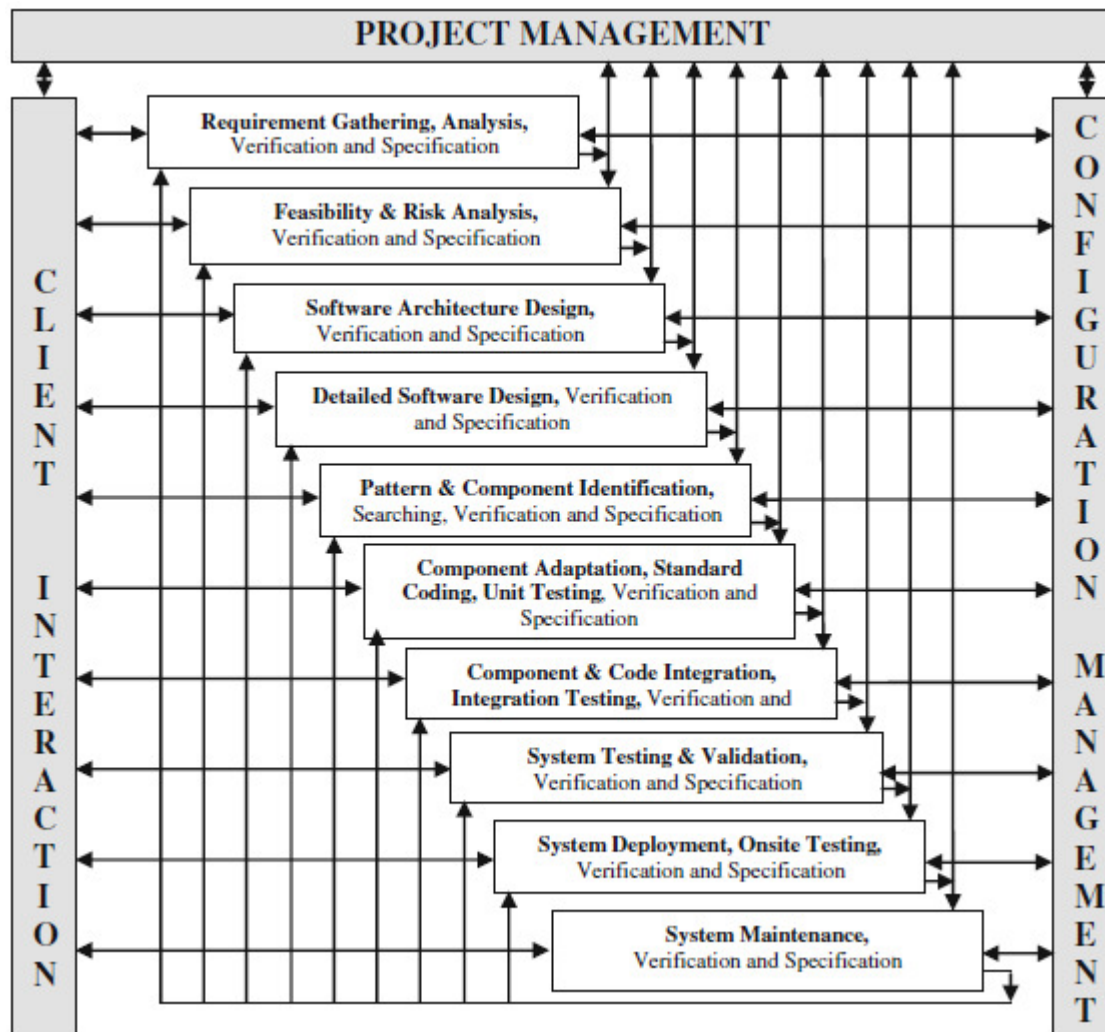 PROJECT MANAGEMENT
CLIENT INTERACTION
Requirement Gathering, Analysis,
Verification and Specification
Feasibility & Risk Analysis,
Verification and Specification
Software Architecture Design,
Verification and Specification
Detailed Software Design, Verification
and Specification
Pattern & Component Identification,
Searching, Verification and Specification
Component Adaptation, Standard
Coding, Unit Testing, Verification and
Specification
Component & Code Integration,
Integration Testing, Verification and
System Testing & Validation,
Verification and Specification
System Deployment, Onsite Testing,
Verification and Specification
System Maintenance,
Verification and Specification
CONFIGURATION MANAGEMENT